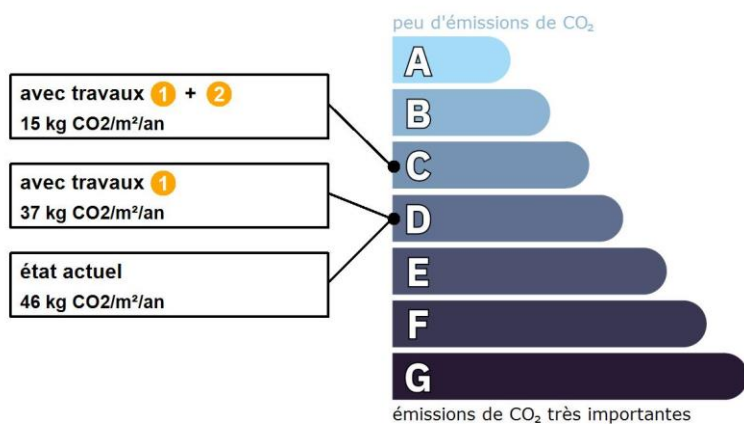 peu d'émissions de CO₂
A
avec travaux 1 + 2
15 kg CO2/m²/an
B
C
avec travaux 1
37 kg CO2/m²/an
D
état actuel
46 kg CO2/m²/an
E
F
G
émissions de CO₂ très importantes